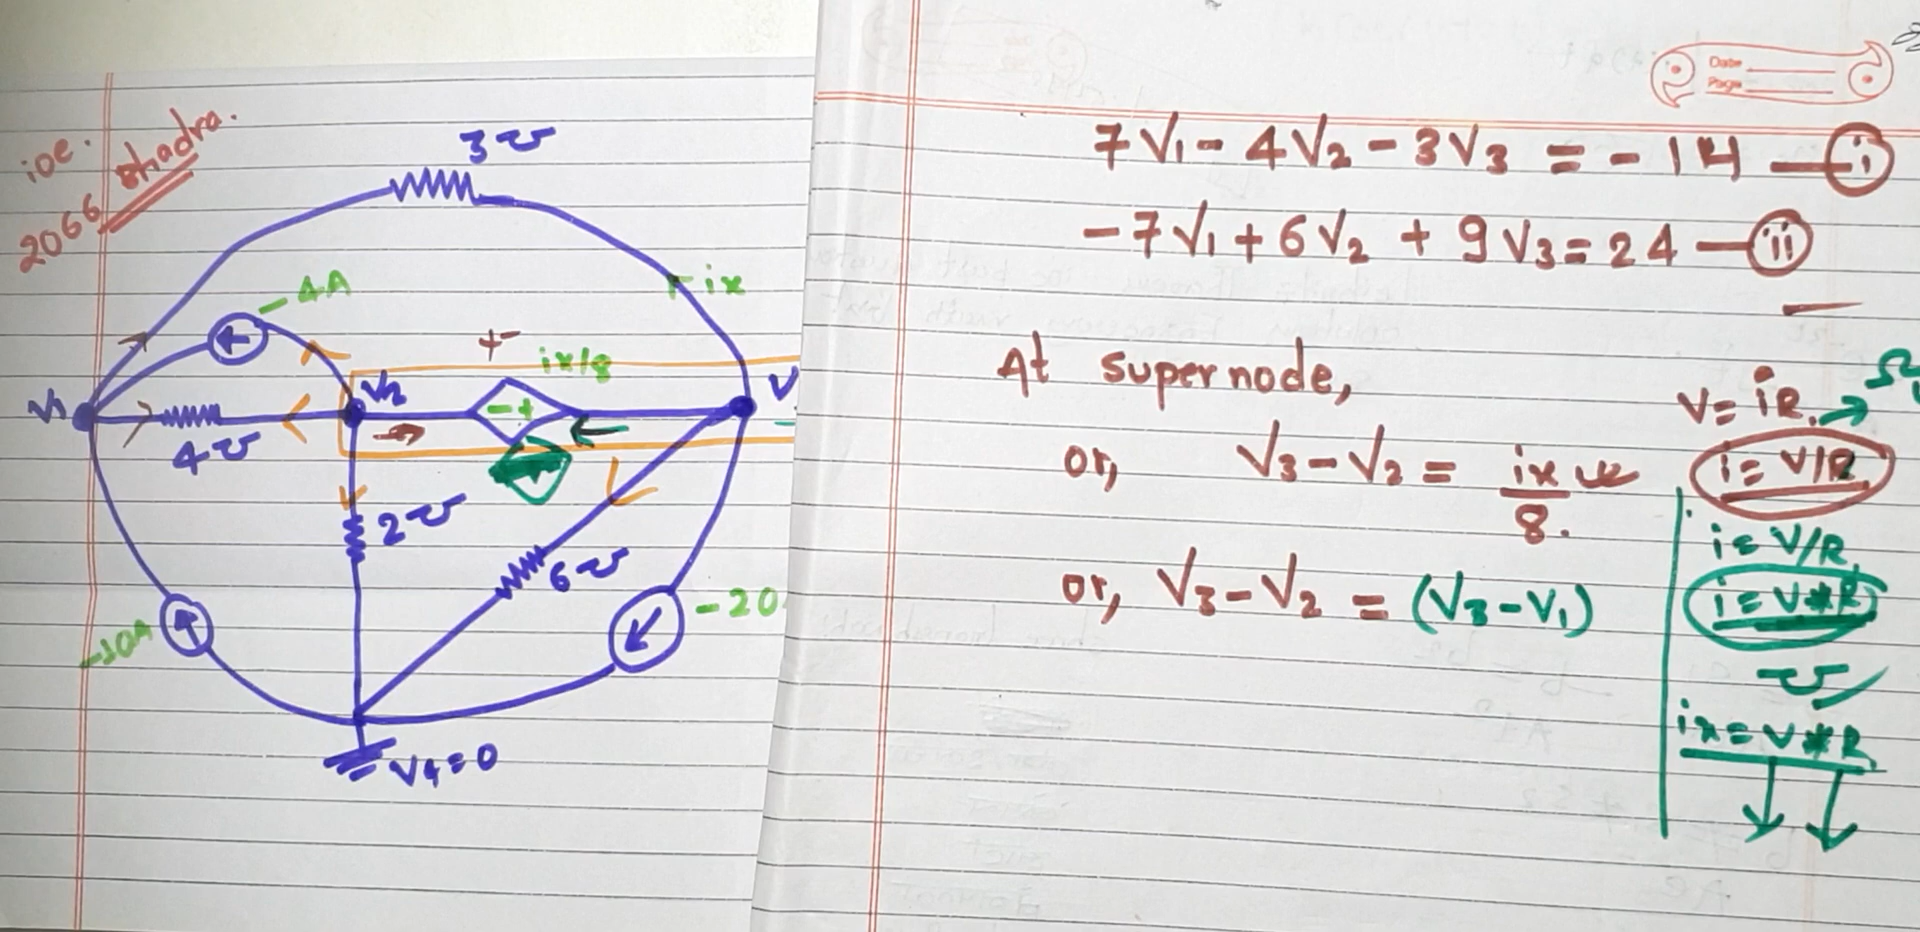 ioe.
2066 bhadra.
3℧
-4A
ix
+-
ix/8
V1
V2
V
-+
4℧
2℧
6℧
-10A
-20
V4=0
Date
Page
7V1 - 4V2 - 3V3 = -14 — (i)
-7V1 + 6V2 + 9V3 = 24 — (ii)
At supernode,
or, V3 - V2 = ix/8.
or, V3 - V2 = (V3 - V1)
V = iR → Ω
i = V/R
i = V/R
i = V*R
℧
ix = V*R